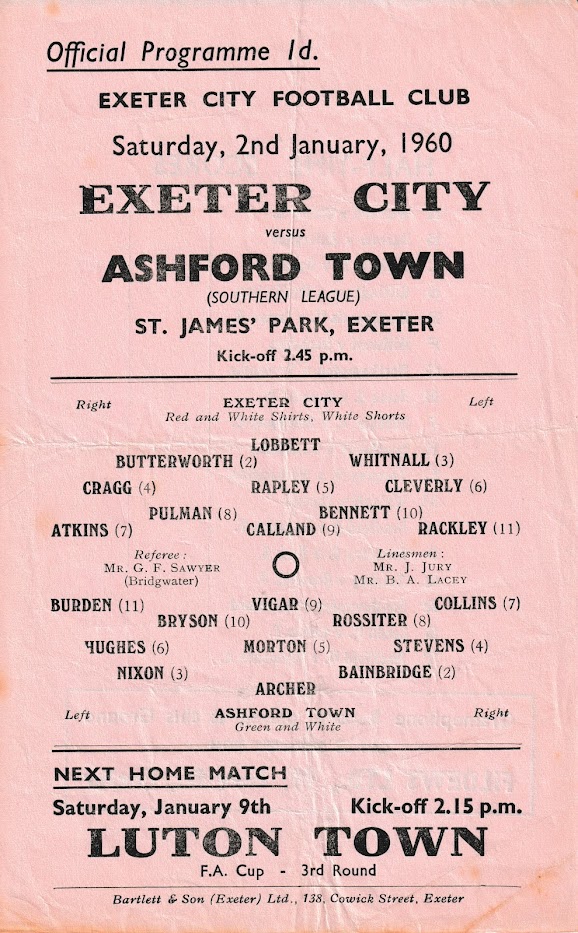 Official Programme 1d.
EXETER CITY FOOTBALL CLUB
Saturday, 2nd January, 1960
EXETER CITY
versus
ASHFORD TOWN
(SOUTHERN LEAGUE)
ST. JAMES' PARK, EXETER
Kick-off 2.45 p.m.
Right EXETER CITY Left
Red and White Shirts, White Shorts
LOBBETT
BUTTERWORTH (2) WHITNALL (3)
CRAGG (4) RAPLEY (5) CLEVERLY (6)
PULMAN (8) BENNETT (10)
ATKINS (7) CALLAND (9) RACKLEY (11)
Referee : Linesmen :
MR. G. F. SAWYER O MR. J. JURY
(Bridgwater) MR. B. A. LACEY
BURDEN (11) VIGAR (9) COLLINS (7)
BRYSON (10) ROSSITER (8)
HUGHES (6) MORTON (5) STEVENS (4)
NIXON (3) BAINBRIDGE (2)
ARCHER
Left ASHFORD TOWN Right
Green and White
NEXT HOME MATCH
Saturday, January 9th Kick-off 2.15 p.m.
LUTON TOWN
F.A. Cup - 3rd Round
Bartlett & Son (Exeter) Ltd., 138, Cowick Street, Exeter